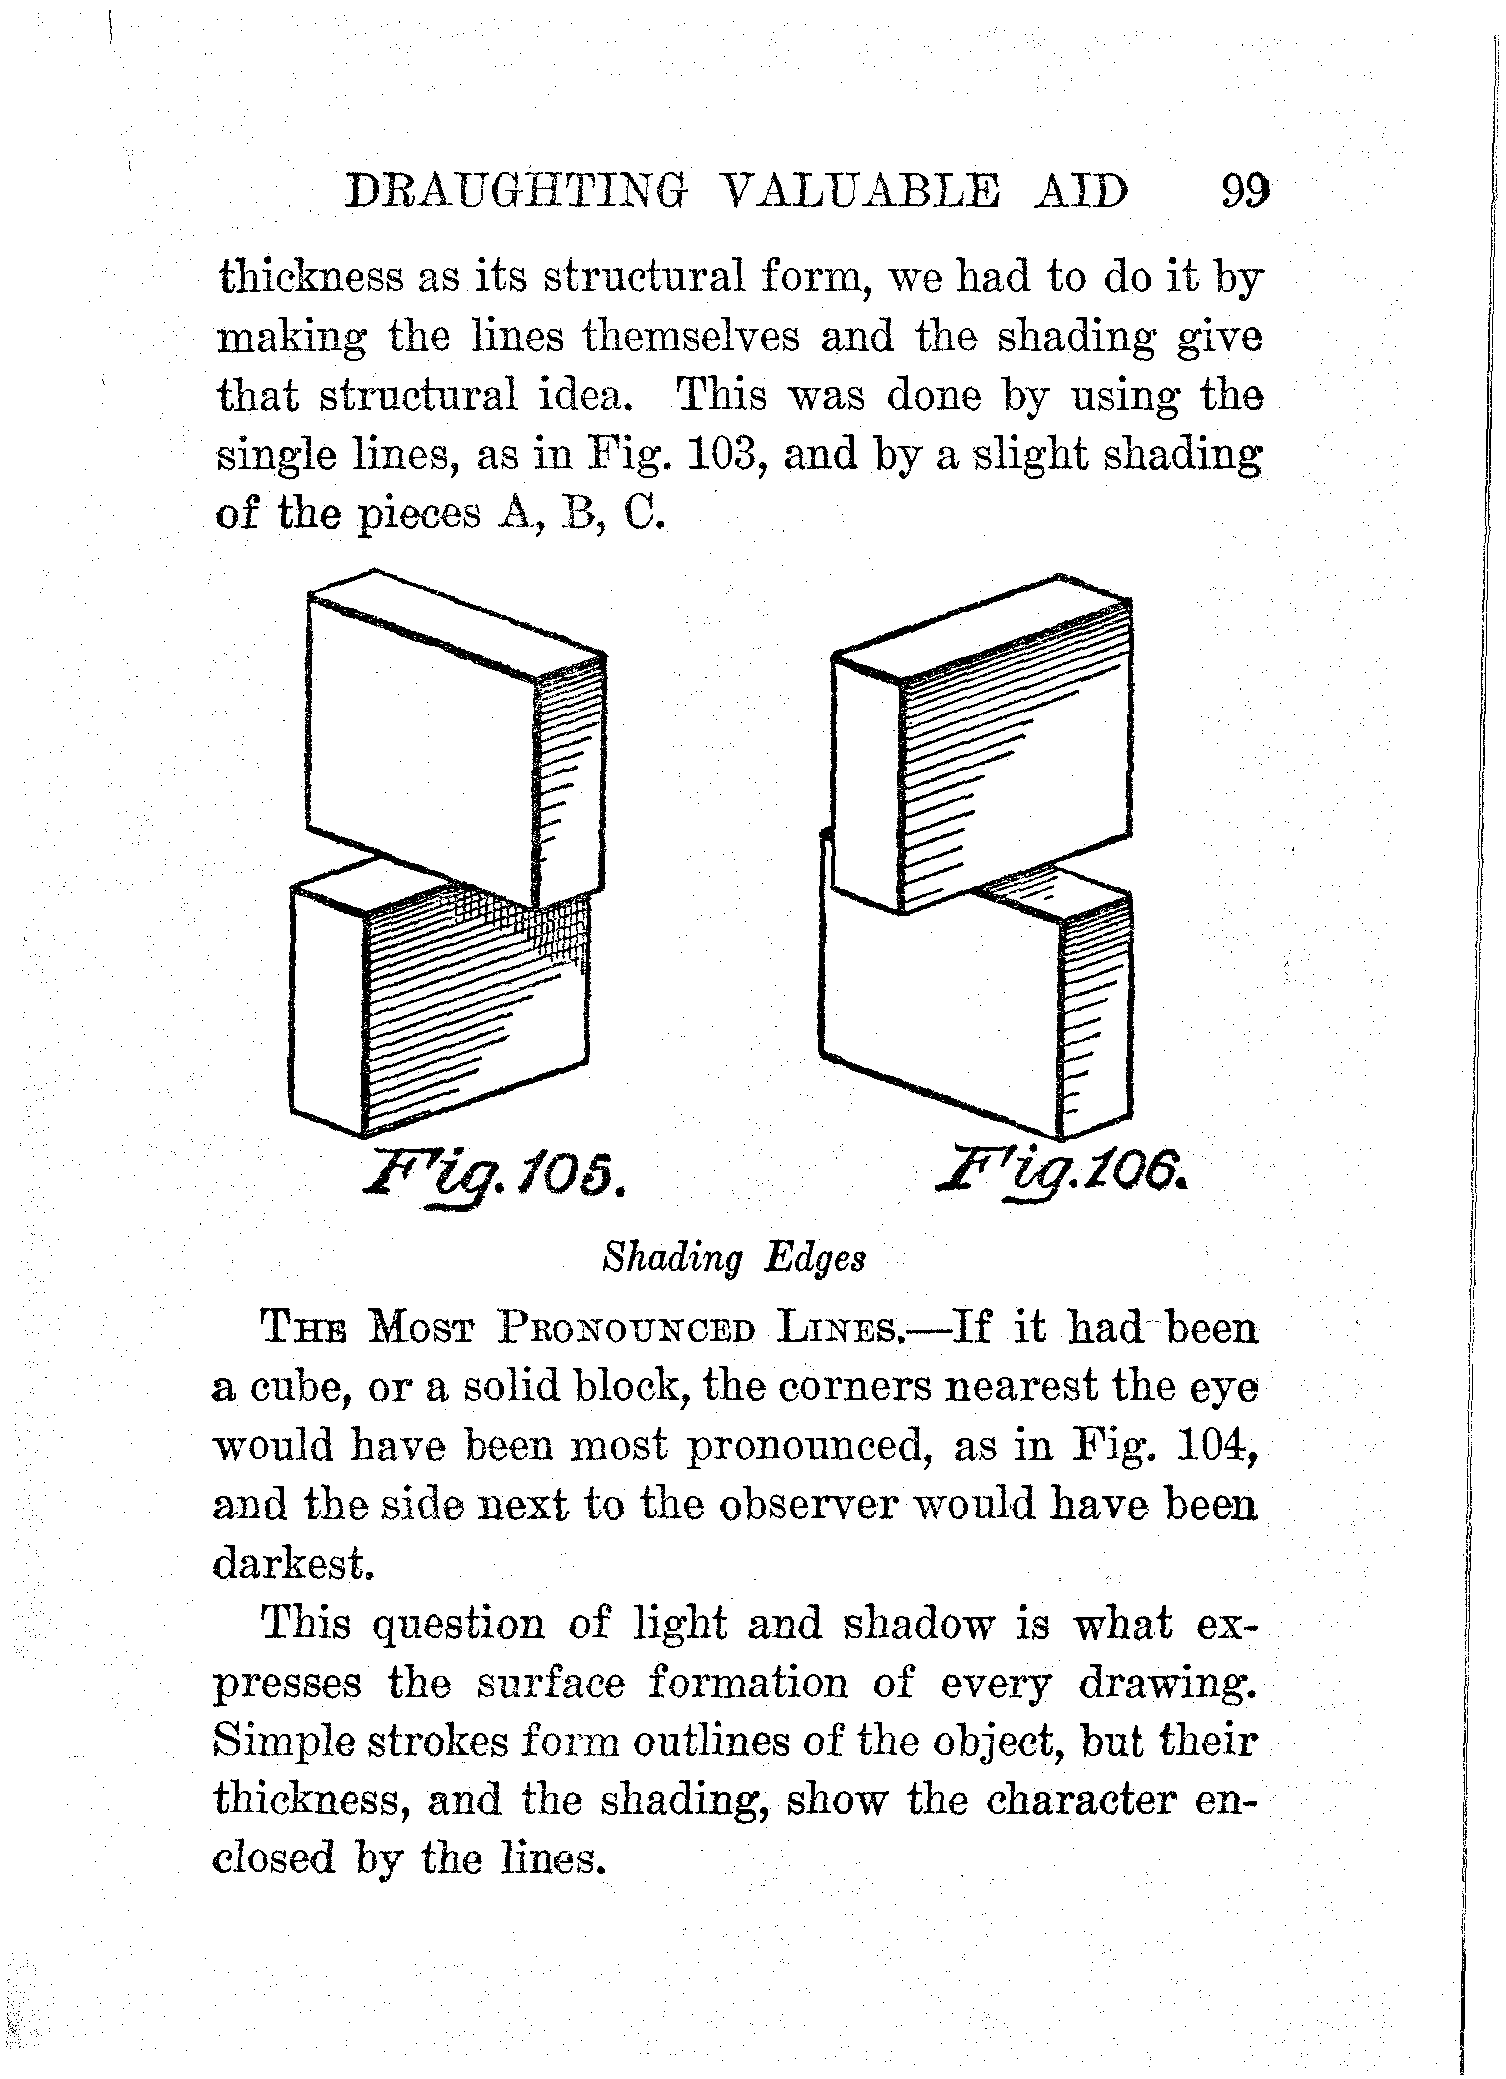 DRAUGHTING VALUABLE AID 99
thickness as its structural form, we had to do it by
making the lines themselves and the shading give
that structural idea. This was done by using the
single lines, as in Fig. 103, and by a slight shading
of the pieces A, B, C.
Fig. 105.
Fig. 106.
Shading Edges
THE MOST PRONOUNCED LINES.—If it had been
a cube, or a solid block, the corners nearest the eye
would have been most pronounced, as in Fig. 104,
and the side next to the observer would have been
darkest.
This question of light and shadow is what ex-
presses the surface formation of every drawing.
Simple strokes form outlines of the object, but their
thickness, and the shading, show the character en-
closed by the lines.